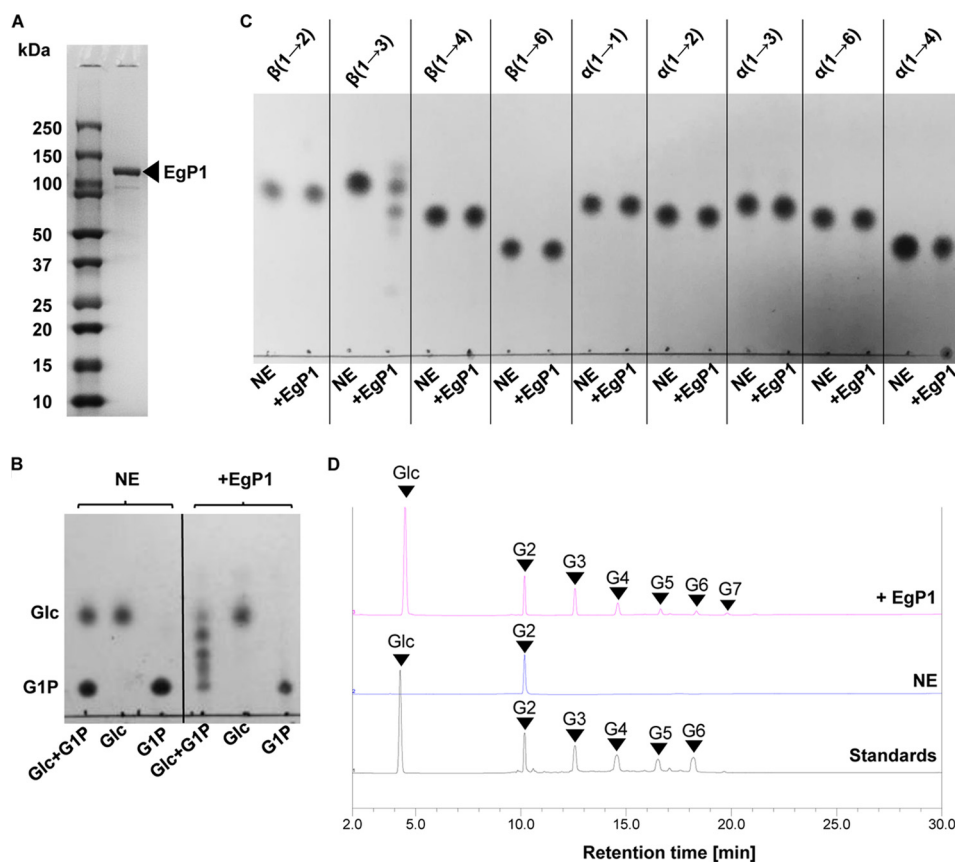 A
kDa
250
150
100
50
37
25
20
15
10
EgP1
C
β(1→2)
β(1→3)
β(1→4)
β(1→6)
α(1→1)
α(1→2)
α(1→3)
α(1→6)
α(1→4)
NE
+EgP1
NE
+EgP1
NE
+EgP1
NE
+EgP1
NE
+EgP1
NE
+EgP1
NE
+EgP1
NE
+EgP1
NE
+EgP1
B
NE +EgP1
Glc
G1P
Glc+G1P
Glc
G1P
Glc+G1P
Glc
G1P
D
Glc
G2 G3 G4 G5 G6 G7
+ EgP1
3
Glc
G2
NE
2
G2 G3 G4 G5 G6
Standards
1
2.0 5.0 10.0 15.0 20.0 25.0 30.0
Retention time [min]